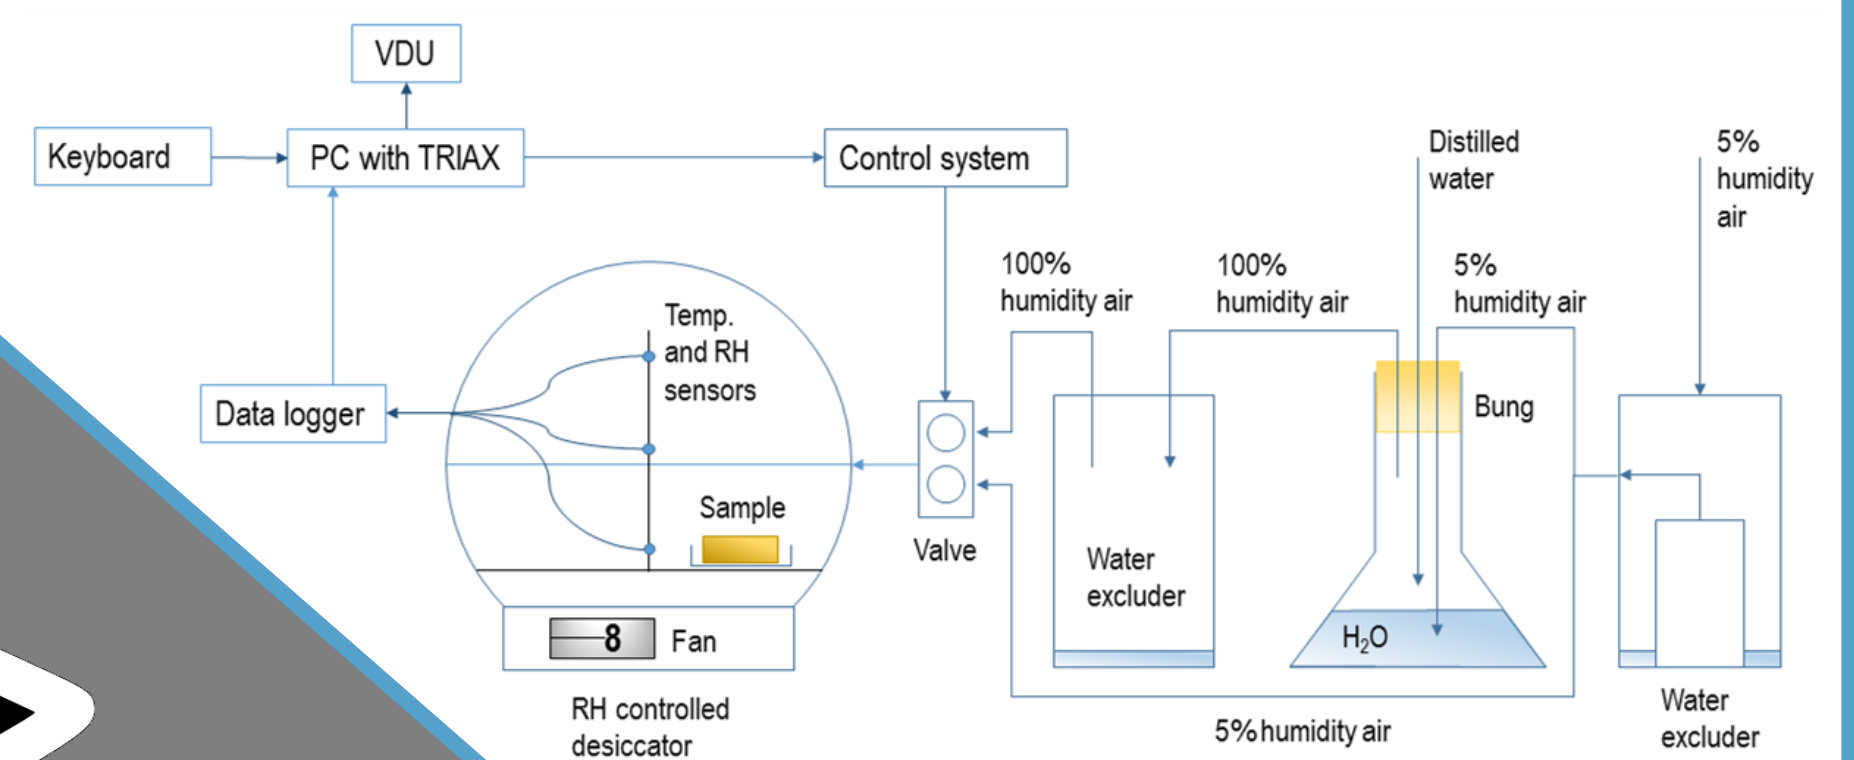 VDU
Keyboard
PC with TRIAX
Control system
Distilled
water
5%
humidity
air
100%
humidity air
100%
humidity air
5%
humidity air
Temp.
and RH
sensors
Data logger
Bung
Sample
Valve
Water
excluder
H₂O
8
Fan
RH controlled
desiccator
5% humidity air
Water
excluder